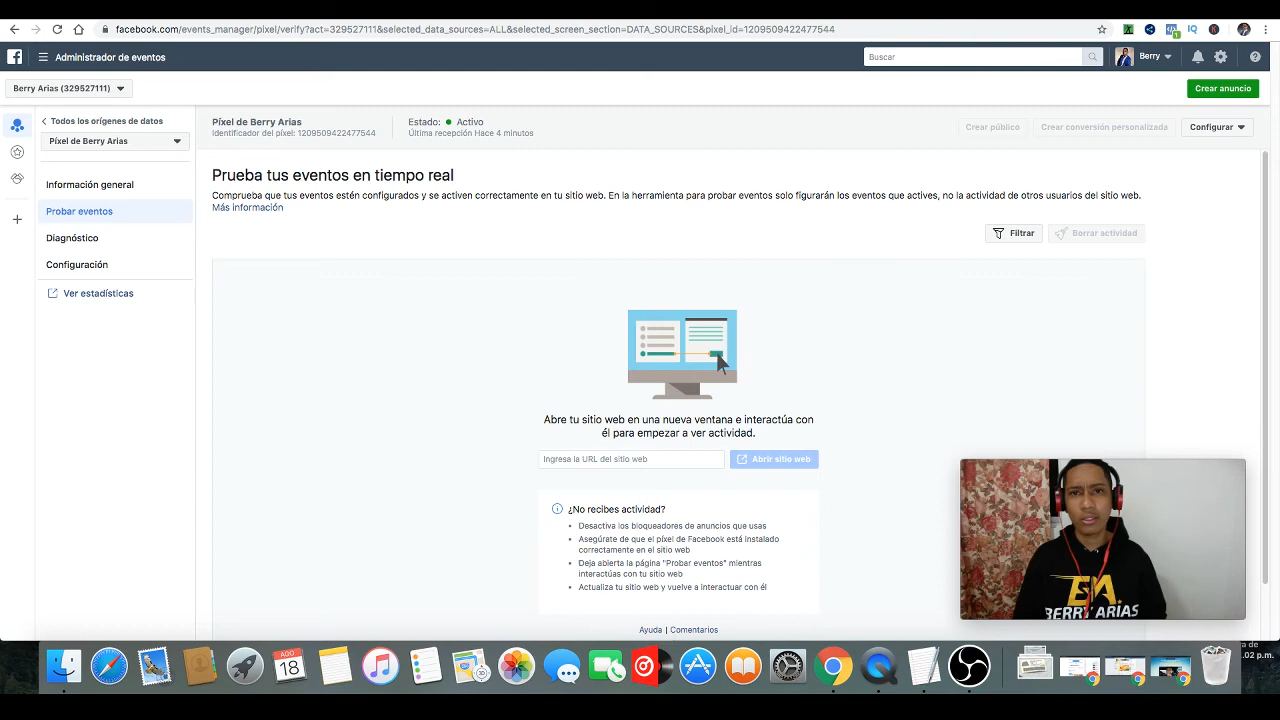 facebook.com/events_manager/pixel/verify?act=329527111&selected_data_sources=ALL&selected_screen_section=DATA_SOURCES&pixel_id=1209509422477544
Administrador de eventos
Buscar
Berry
Berry Arias (329527111)
Crear anuncio
Todos los orígenes de datos
Píxel de Berry Arias
Información general
Probar eventos
Diagnóstico
Configuración
Ver estadísticas
Píxel de Berry Arias
Identificador del píxel: 1209509422477544
Estado: Activo
Última recepción Hace 4 minutos
Crear público
Crear conversión personalizada
Configurar
Prueba tus eventos en tiempo real
Comprueba que tus eventos estén configurados y se activen correctamente en tu sitio web. En la herramienta para probar eventos solo figurarán los eventos que actives, no la actividad de otros usuarios del sitio web.
Más información
Filtrar
Borrar actividad
Abre tu sitio web en una nueva ventana e interactúa con
él para empezar a ver actividad.
Ingresa la URL del sitio web
Abrir sitio web
¿No recibes actividad?
Desactiva los bloqueadores de anuncios que usas
Asegúrate de que el píxel de Facebook está instalado
correctamente en el sitio web
Deja abierta la página "Probar eventos" mientras
interactúas con tu sitio web
Actualiza tu sitio web y vuelve a interactuar con él
Ayuda | Comentarios
EA
BERRY ARIAS
AGO
18
.02 p.m.